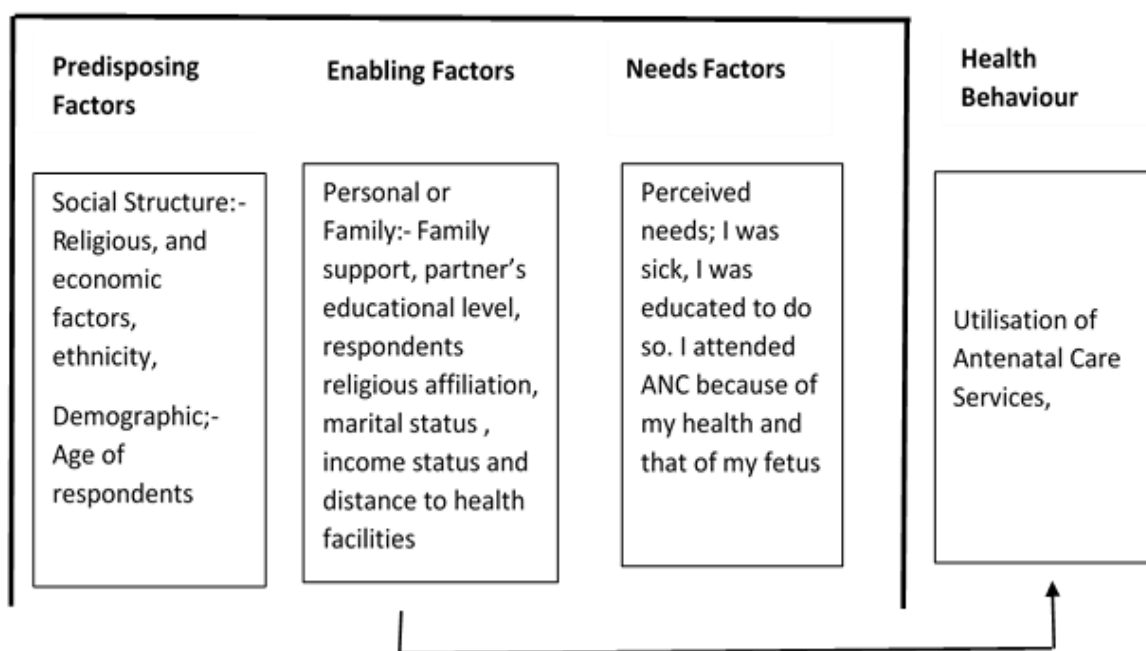 Predisposing
Factors
Enabling Factors
Needs Factors
Health
Behaviour
Social Structure:-
Religious, and
economic
factors,
ethnicity,
Demographic;-
Age of
respondents
Personal or
Family:- Family
support, partner’s
educational level,
respondents
religious affiliation,
marital status ,
income status and
distance to health
facilities
Perceived
needs; I was
sick, I was
educated to do
so. I attended
ANC because of
my health and
that of my fetus
Utilisation of
Antenatal Care
Services,